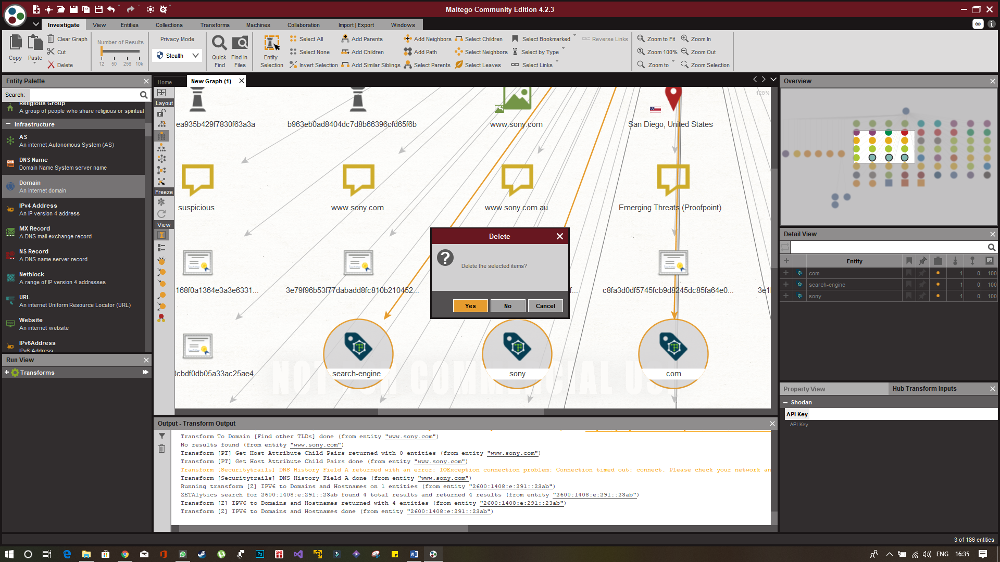 Maltego Community Edition 4.2.3
Investigate View Entities Collections Transforms Machines Collaboration Import | Export Windows
Copy Paste Clear Graph Cut Delete
Number of Results
12 50 256 10k
Privacy Mode
Stealth
Quick Find
Find in Files
Entity Selection
Select All Select None Invert Selection
Add Parents Add Children Add Similar Siblings
Add Neighbors Add Path Select Parents
Select Children Select Neighbors Select Leaves
Select Bookmarked Select by Type Select Links
Reverse Links
Zoom to Fit Zoom 100% Zoom to
Zoom In Zoom Out Zoom Selection
Entity Palette
Search:
Religious Group
A group of people who share religious or spiritual
Infrastructure
AS
An internet Autonomous System (AS)
DNS Name
Domain Name System server name
Domain
An internet domain
IPv4 Address
An IP version 4 address
MX Record
A DNS mail exchange record
NS Record
A DNS name server record
Netblock
A range of IP version 4 addresses
URL
An internet Uniform Resource Locator (URL)
Website
An internet website
IPv6Address
IPv6 Address
Run View
Transforms
Home New Graph (1)
Layout
Freeze
View
128%
ea935b429f7830f63a3a
b963eb0ad8404dc7d8b66396cfd65f6b
www.sony.com
San Diego, United States
suspicious
www.sony.com
www.sony.com.au
Emerging Threats (Proofpoint)
168f0a1364e3a3e6331...
3e79f96b53f77dabadd8fc810b210452...
f...
c8fa3d0df5745fcb9d8245dc85fa64e0...
3e1
3cbdf0db05a33ac25ae4...
search-engine
sony
com
Delete
Delete the selected items?
Yes No Cancel
Output - Transform Output
Transform To Domain [Find other TLDs] done (from entity "www.sony.com")
No results found (from entity "www.sony.com")
Transform [PT] Get Host Attribute Child Pairs returned with 0 entities (from entity "www.sony.com")
Transform [PT] Get Host Attribute Child Pairs done (from entity "www.sony.com")
Transform [Securitytrails] DNS History Field A returned with an error: IOException connection problem: Connection timed out: connect. Please check your network an
Transform [Securitytrails] DNS History Field A done (from entity "www.sony.com")
Running transform [Z] IPV6 to Domains and Hostnames on 1 entities (from entity "2600:1408:e:291::23ab")
ZETAlytics search for 2600:1408:e:291::23ab found 4 total results and returned 4 results (from entity "2600:1408:e:291::23ab")
Transform [Z] IPV6 to Domains and Hostnames returned with 4 entities (from entity "2600:1408:e:291::23ab")
Transform [Z] IPV6 to Domains and Hostnames done (from entity "2600:1408:e:291::23ab")
Overview
Detail View
Entity
com 1 0 100
search-engine 1 0 100
sony 1 0 100
Property View Hub Transform Inputs
Shodan
API Key
API Key
3 of 186 entities
ENG 16:35